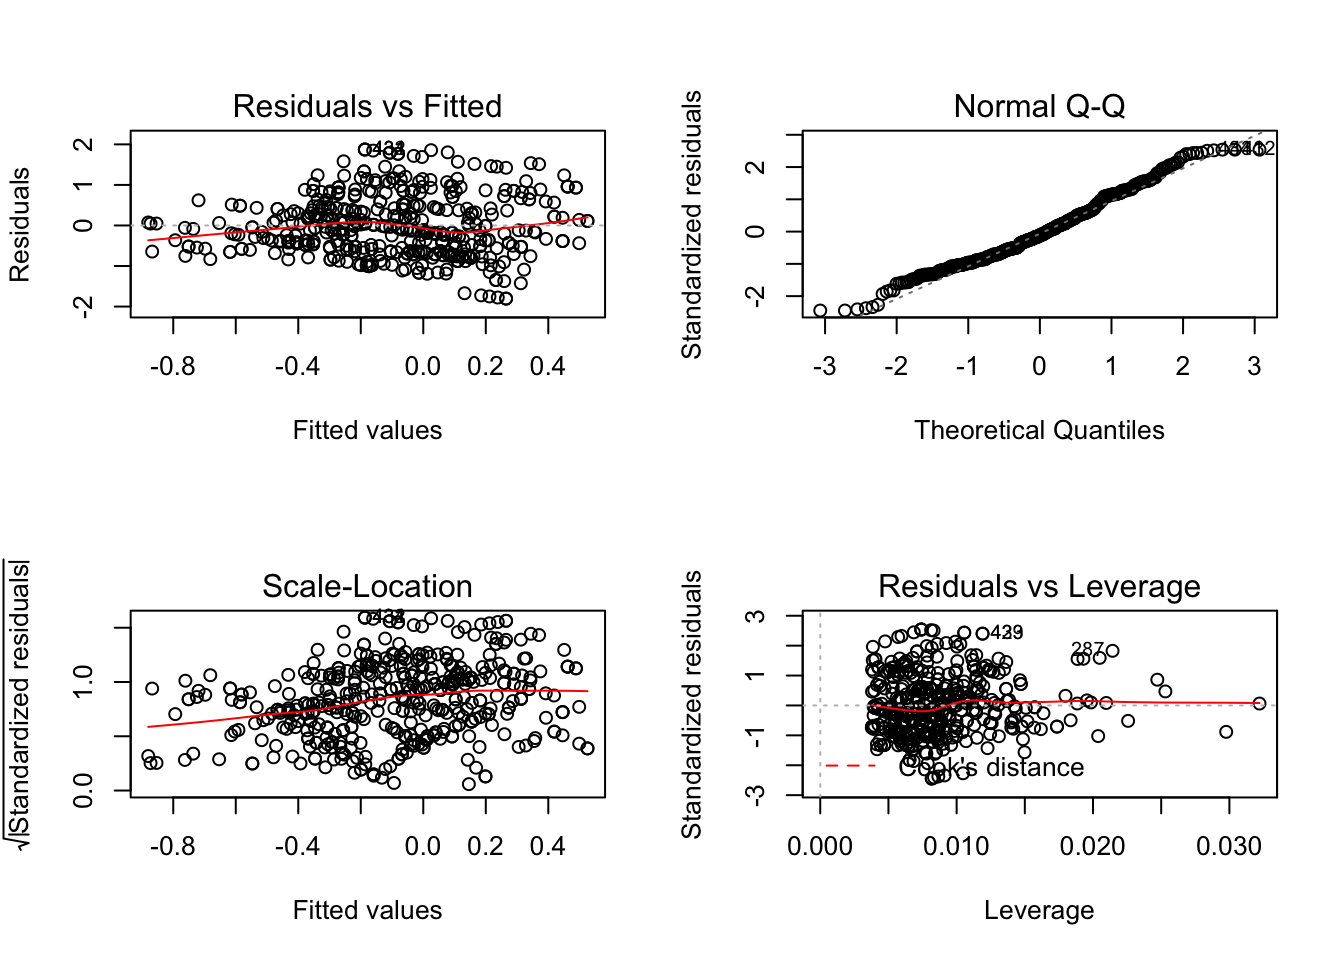 Residuals vs Fitted
Residuals
2
1
0
-2
-0.8 -0.4 0.0 0.2 0.4
Fitted values
Normal Q-Q
Standardized residuals
2
0
-2
-3 -2 -1 0 1 2 3
Theoretical Quantiles
Scale-Location
√|Standardized residuals|
1.0
0.0
-0.8 -0.4 0.0 0.2 0.4
Fitted values
Residuals vs Leverage
Standardized residuals
3
1
-1
-3
287
distance
0.000 0.010 0.020 0.030
Leverage